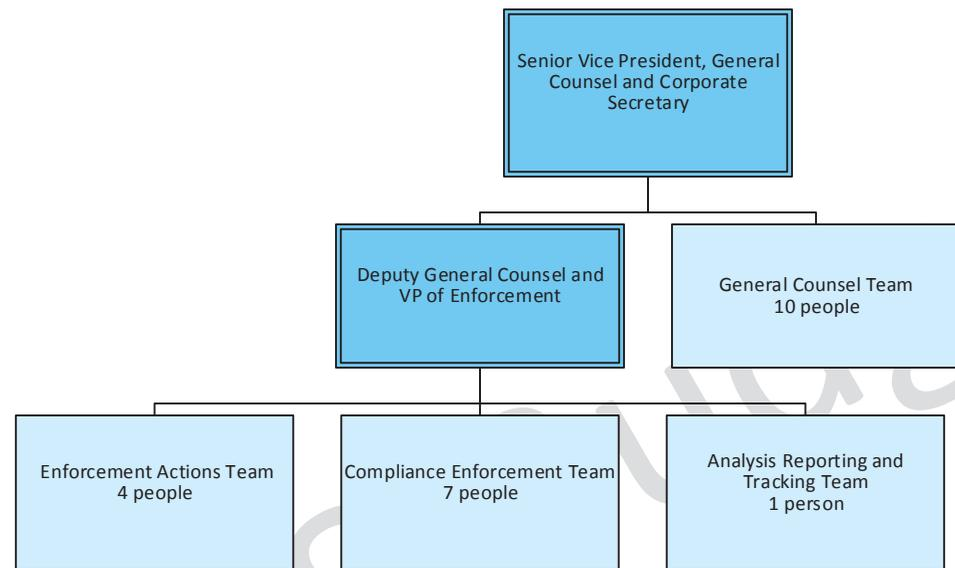 Senior Vice President, General
Counsel and Corporate
Secretary
Deputy General Counsel and
VP of Enforcement
General Counsel Team
10 people
Enforcement Actions Team
4 people
Compliance Enforcement Team
7 people
Analysis Reporting and
Tracking Team
1 person